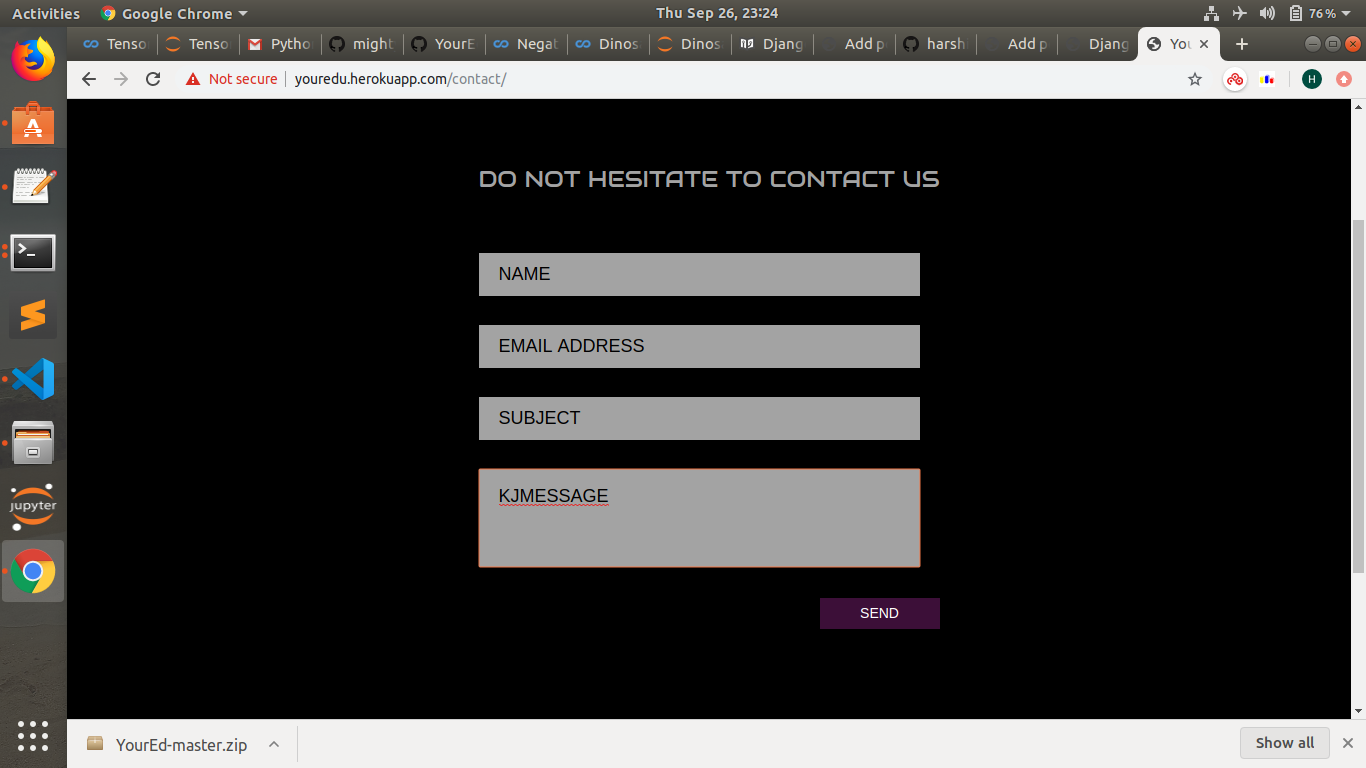 Activities Google Chrome Thu Sep 26, 23:24 76%
Tenso Tenso Pytho might YourE Negat Dinos Dinos Djang Add p harsh Add p Djang You
Not secure youredu.herokuapp.com/contact/ H
DO NOT HESITATE TO CONTACT US
NAME
EMAIL ADDRESS
SUBJECT
KJMESSAGE
SEND
jupyter
YourEd-master.zip Show all